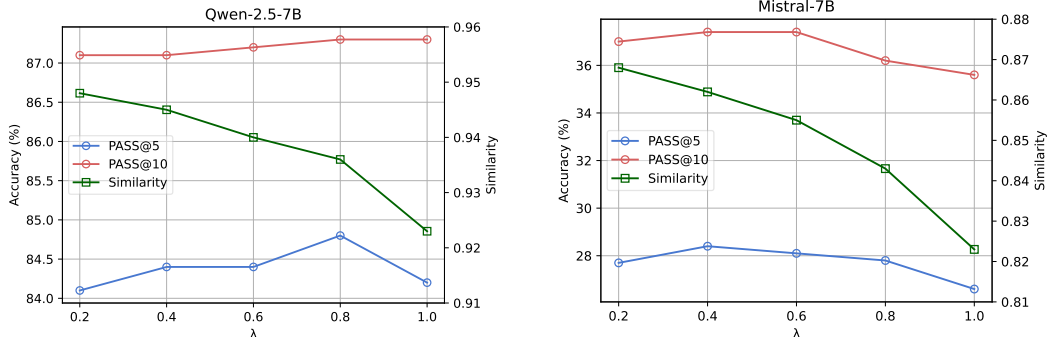 Qwen-2.5-7B
Accuracy (%)
87.0
86.5
86.0
85.5
85.0
84.5
84.0
PASS@5
PASS@10
Similarity
0.96
0.95
0.94
0.93
0.92
0.91
Similarity
0.2 0.4 0.6 0.8 1.0
λ
Mistral-7B
Accuracy (%)
36
34
32
30
28
PASS@5
PASS@10
Similarity
0.88
0.87
0.86
0.85
0.84
0.83
0.82
0.81
Similarity
0.2 0.4 0.6 0.8 1.0
λ